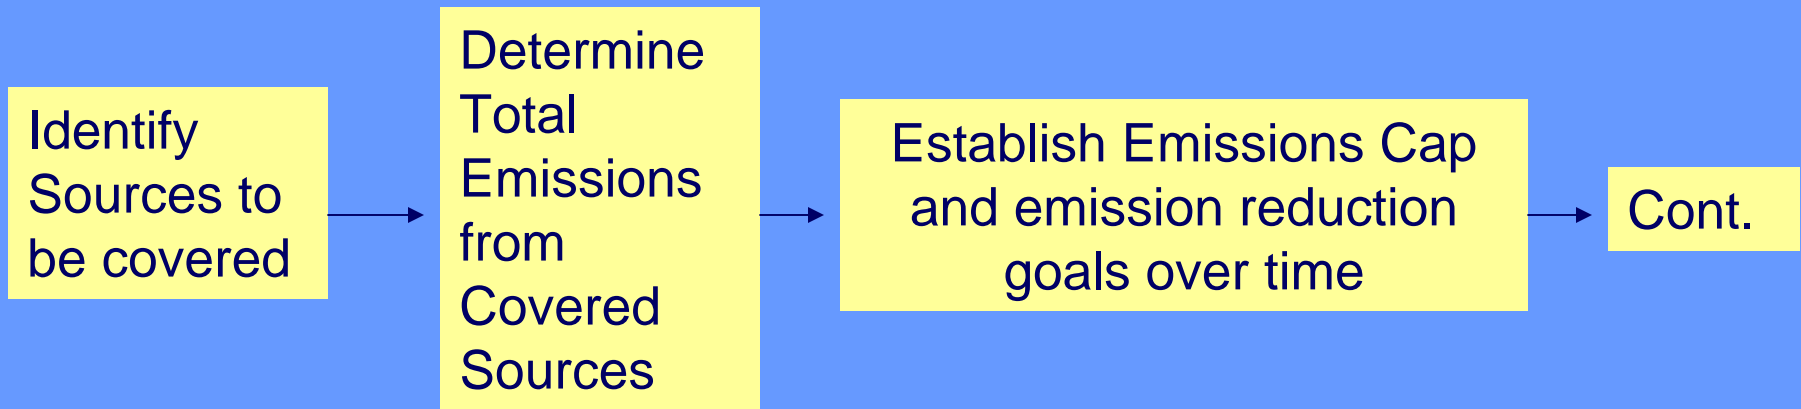 Identify
Sources to
be covered
Determine
Total
Emissions
from
Covered
Sources
Establish Emissions Cap
and emission reduction
goals over time
Cont.